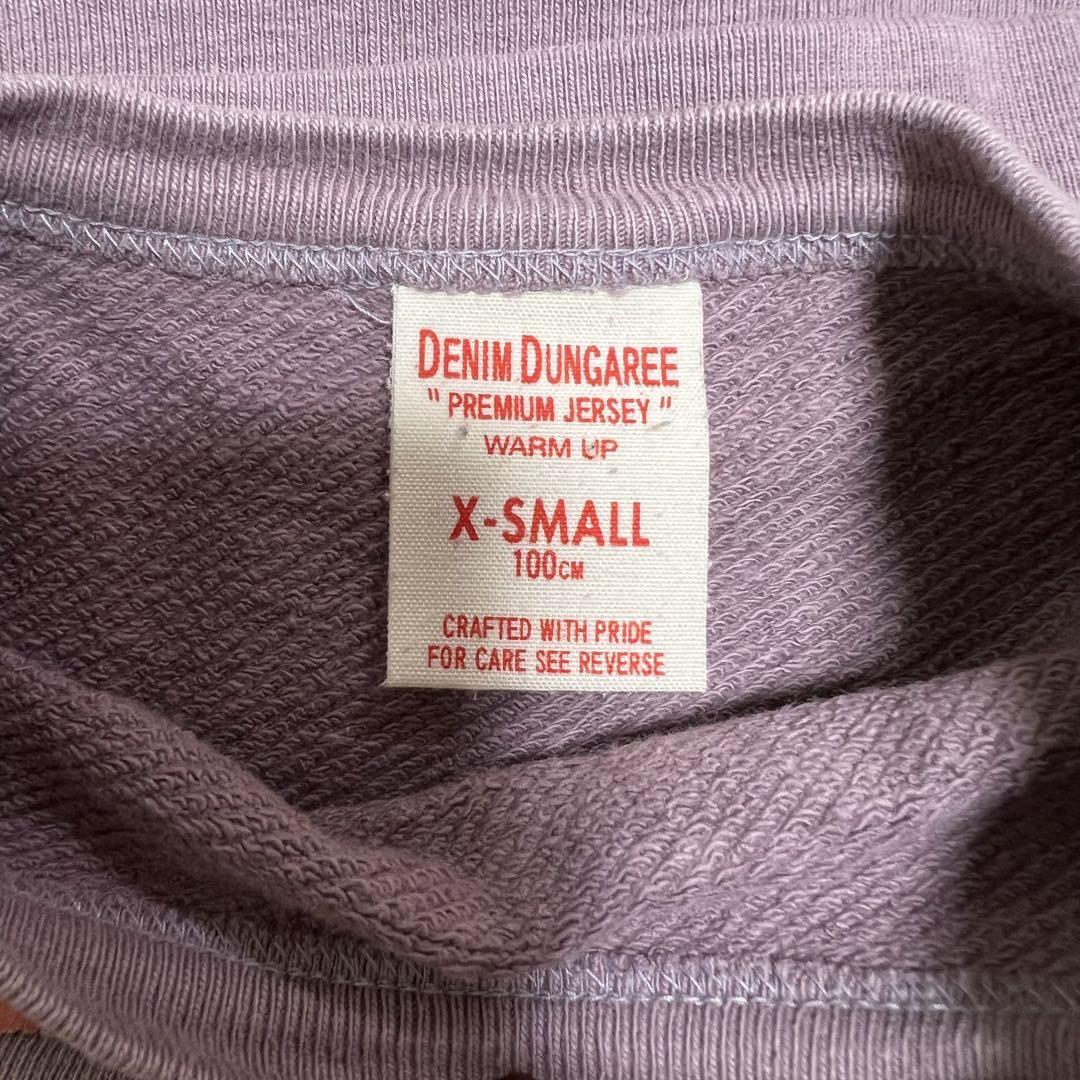 DENIM DUNGAREE
"PREMIUM JERSEY"
WARM UP
X-SMALL
100CM
CRAFTED WITH PRIDE
FOR CARE SEE REVERSE